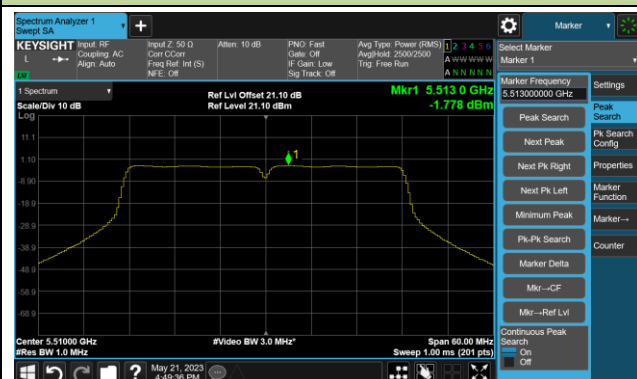 Spectrum Analyzer 1
Swept SA
Marker
KEYSIGHT
L
Input: RF
Coupling: AC
Align: Auto
Input Z: 50 Ω
Corr CCorr
Freq Ref: Int (S)
NFE: Off
Atten: 10 dB
PNO: Fast
Gate: Off
IF Gain: Low
Sig Track: Off
Avg Type: Power (RMS)
Avg|Hold: 2500/2500
Trig: Free Run
1 2 3 4 5 6
A W W W W W
A N N N N N
Select Marker
Marker 1
1 Spectrum
Scale/Div 10 dB
Log
Ref Lvl Offset 21.10 dB
Ref Level 21.10 dBm
Mkr1 5.513 0 GHz
-1.778 dBm
11.1
1.10
-8.90
-18.9
-28.9
-38.9
-48.9
-58.9
-68.9
1
Center 5.51000 GHz
#Res BW 1.0 MHz
#Video BW 3.0 MHz*
Span 60.00 MHz
Sweep 1.00 ms (201 pts)
Marker Frequency
5.513000000 GHz
Peak Search
Next Peak
Next Pk Right
Next Pk Left
Minimum Peak
Pk-Pk Search
Marker Delta
Mkr→CF
Mkr→Ref Lvl
Continuous Peak
Search
On
Off
Settings
Peak
Search
Pk Search
Config
Properties
Marker
Function
Marker→
Counter
May 21, 2023
4:49:36 PM